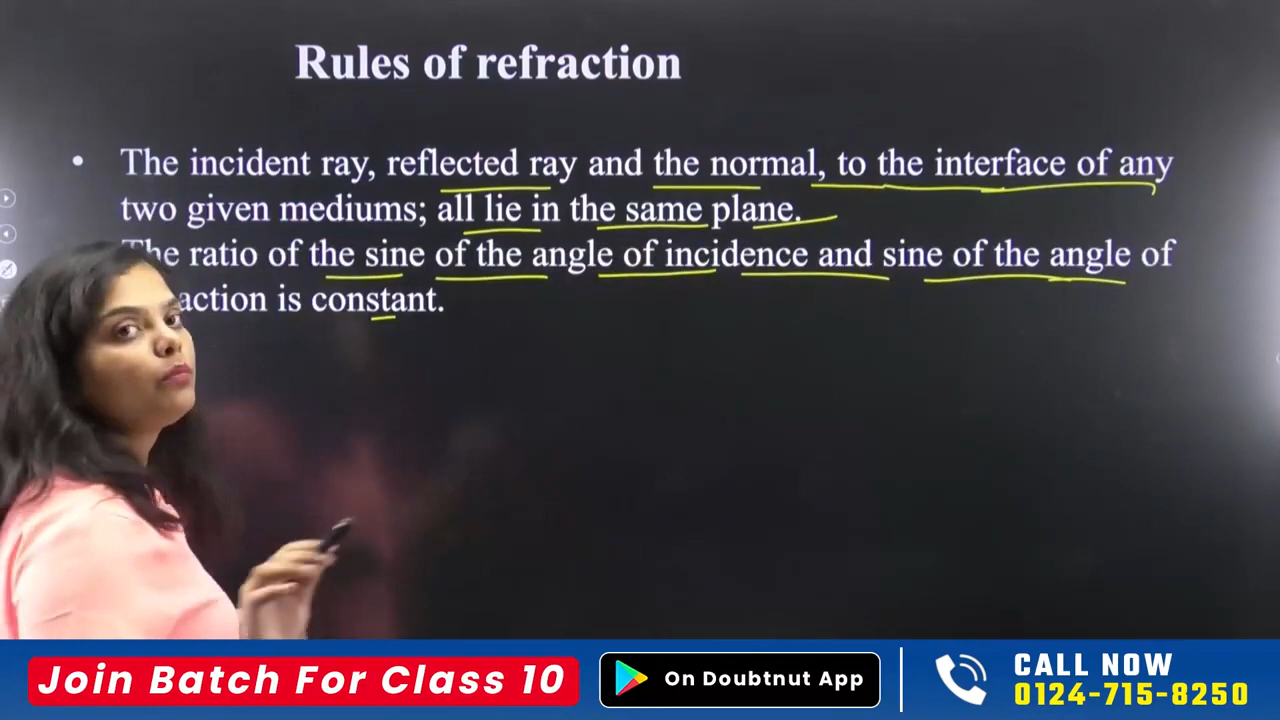 Rules of refraction
• The incident ray, reflected ray and the normal, to the interface of any
two given mediums; all lie in the same plane.
The ratio of the sine of the angle of incidence and sine of the angle of
action is constant.
Join Batch For Class 10
On Doubtnut App
CALL NOW
0124-715-8250